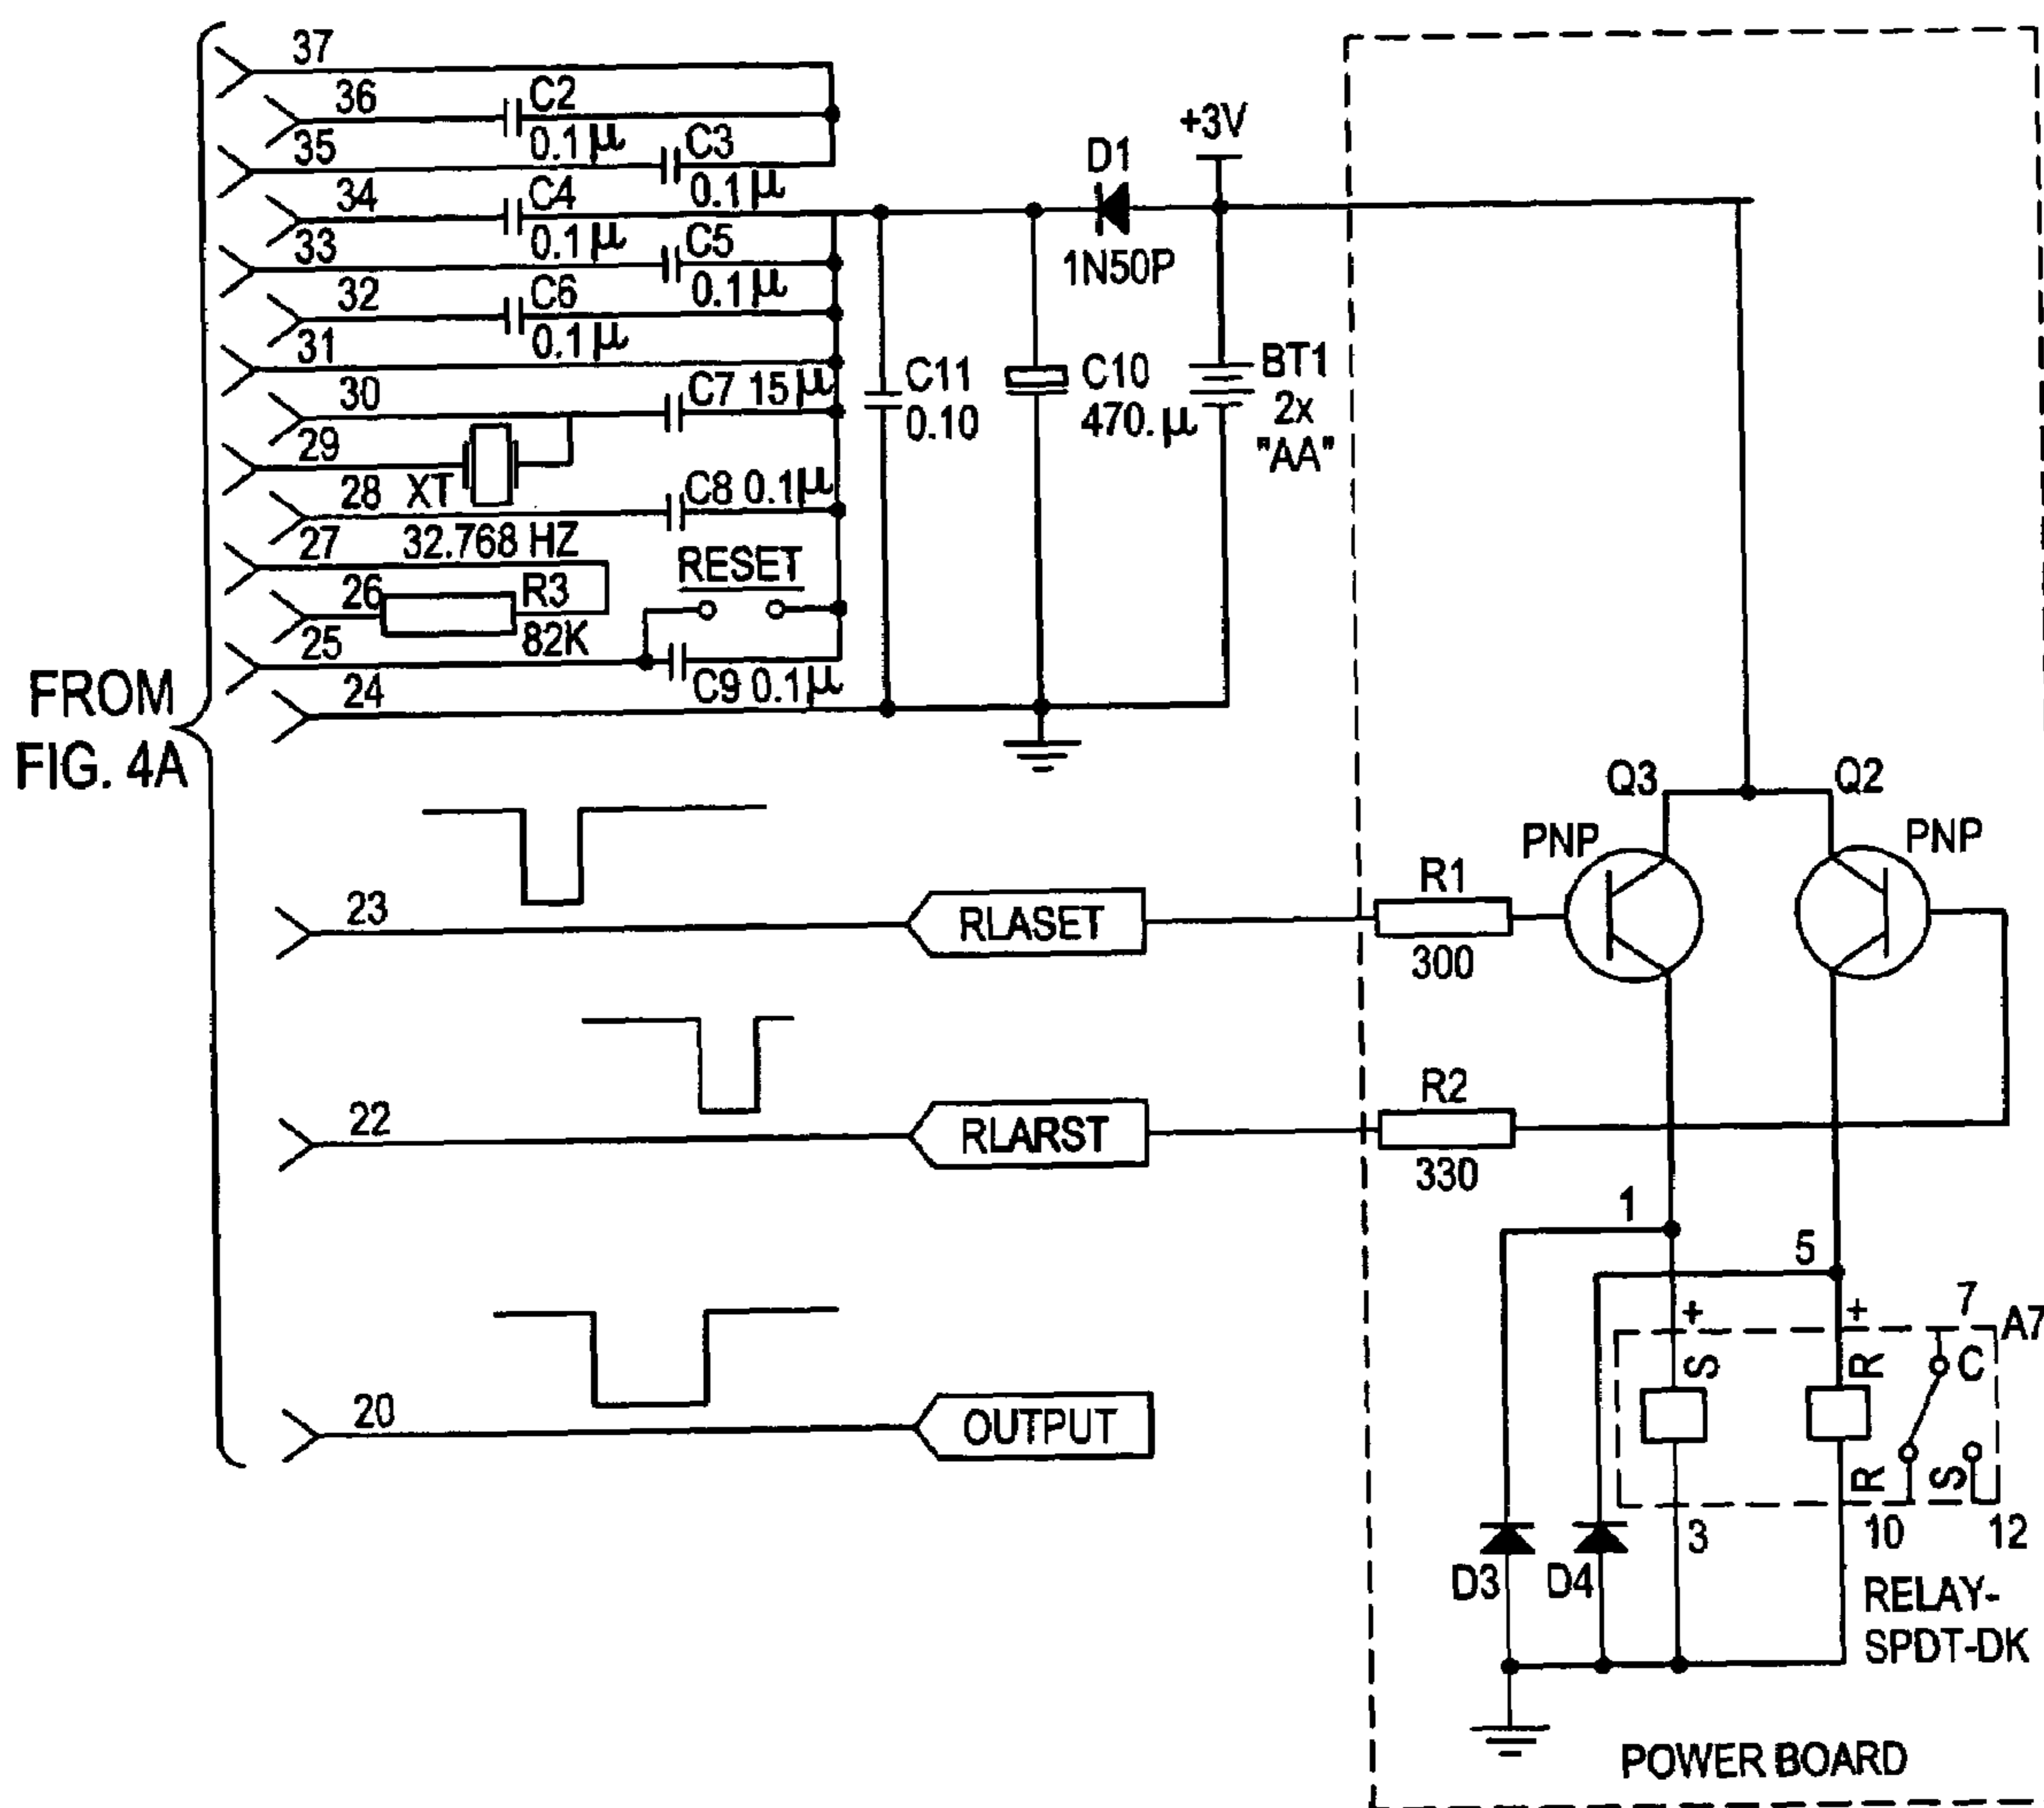 37
36 C2
0.1μ
35 C3
0.1μ
34 C4
0.1μ
33 C5
0.1μ
32 C6
0.1μ
31
30 C7 15μ
29
XT
28 C8 0.1μ
32.768 HZ
27
RESET
26 R3
82K
25
C9 0.1μ
24
FROM
FIG. 4A
C11
0.10
C10
470.μ
D1
1N50P
+3V
BT1
2x
"AA"
Q3
Q2
PNP
PNP
23
RLASET
R1
300
22
RLARST
R2
330
20
OUTPUT
1
5
+
+
7
A7
S
R
C
R
S
3
10
12
D3
D4
RELAY-
SPDT-DK
POWER BOARD